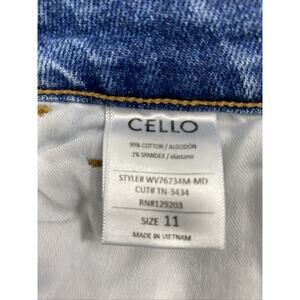 CELLO
99% COTTON / ALGODÓN
1% SPANDEX / elastano
STYLE# WV76734M-MD
CUT# TN-3434
RN#129203
SIZE 11
MADE IN VIETNAM